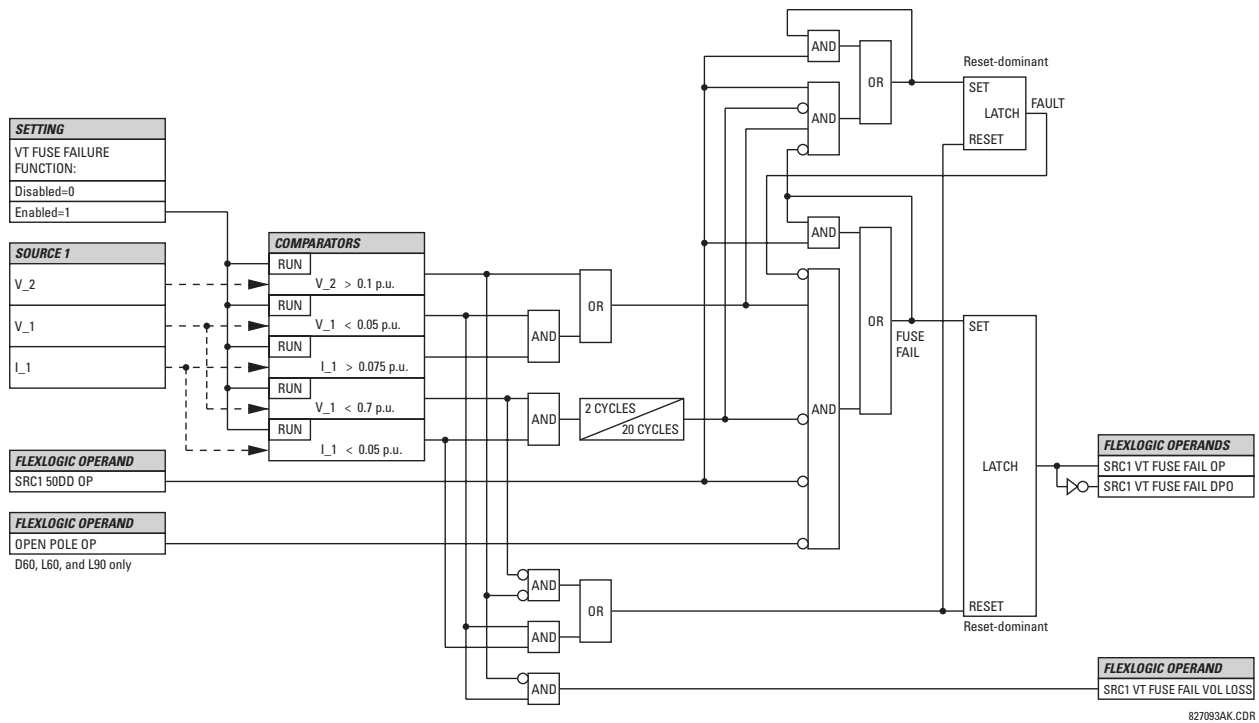 SETTING
VT FUSE FAILURE
FUNCTION:
Disabled=0
Enabled=1
SOURCE 1
V_2
V_1
I_1
FLEXLOGIC OPERAND
SRC1 50DD OP
FLEXLOGIC OPERAND
OPEN POLE OP
D60, L60, and L90 only
COMPARATORS
RUN
V_2 > 0.1 p.u.
RUN
V_1 < 0.05 p.u.
RUN
I_1 > 0.075 p.u.
RUN
V_1 < 0.7 p.u.
RUN
I_1 < 0.05 p.u.
AND
OR
AND
2 CYCLES
20 CYCLES
AND
AND
OR
AND
AND
AND
OR
AND
AND
OR
FUSE
FAIL
AND
Reset-dominant
SET
LATCH
FAULT
RESET
SET
LATCH
RESET
Reset-dominant
FLEXLOGIC OPERANDS
SRC1 VT FUSE FAIL OP
SRC1 VT FUSE FAIL DPO
FLEXLOGIC OPERAND
SRC1 VT FUSE FAIL VOL LOSS
827093AK.CDR